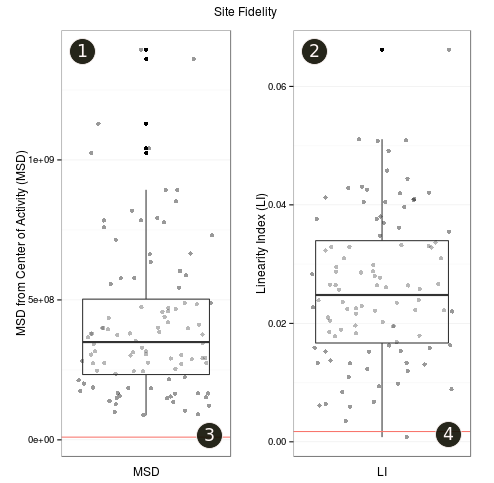 Site Fidelity
1
2
MSD from Center of Activity (MSD)
1e+09
5e+08
0e+00
3
MSD
Linearity Index (LI)
0.06
0.04
0.02
0.00
4
LI